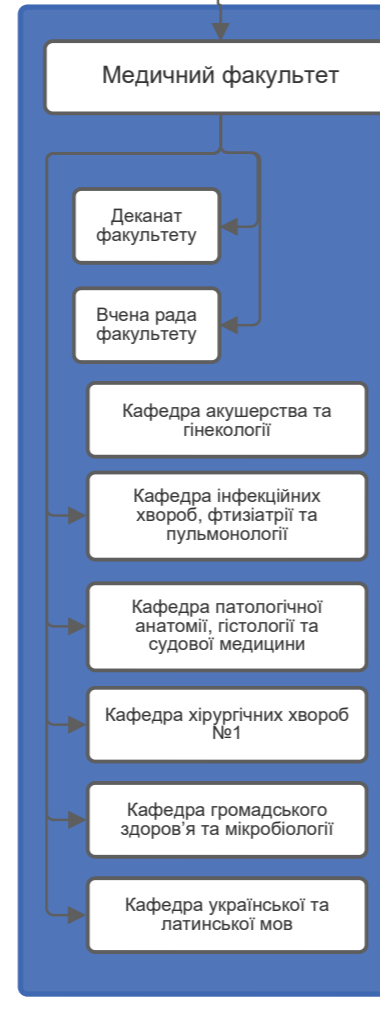 Медичний факультет
Деканат
факультету
Вчена рада
факультету
Кафедра акушерства та
гінекології
Кафедра інфекційних
хвороб, фтизіатрії та
пульмонології
Кафедра патологічної
анатомії, гістології та
судової медицини
Кафедра хірургічних хвороб
№1
Кафедра громадського
здоров’я та мікробіології
Кафедра української та
латинської мов